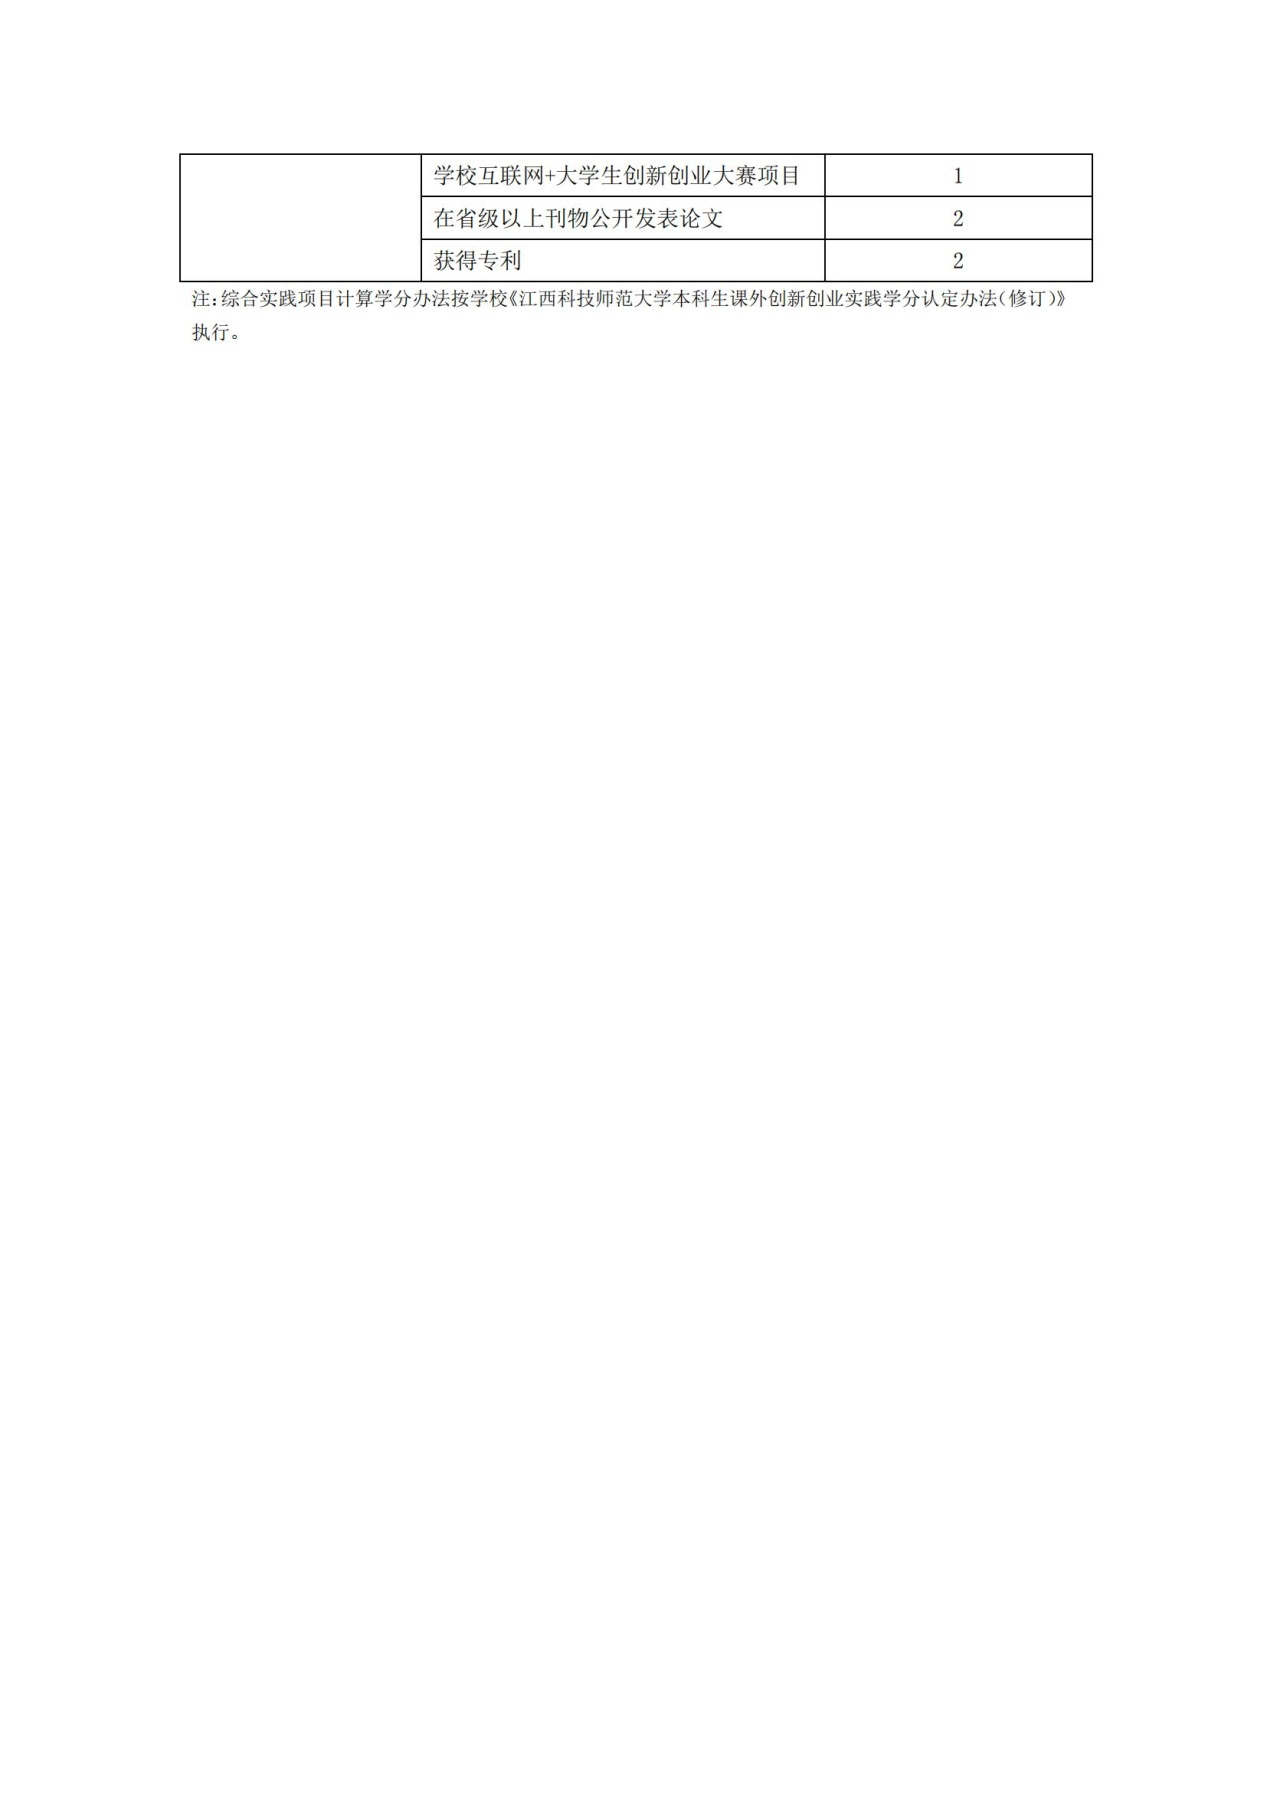 学校互联网+大学生创新创业大赛项目 1
在省级以上刊物公开发表论文 2
获得专利 2
注：综合实践项目计算学分办法按学校《江西科技师范大学本科生课外创新创业实践学分认定办法（修订）》
执行。